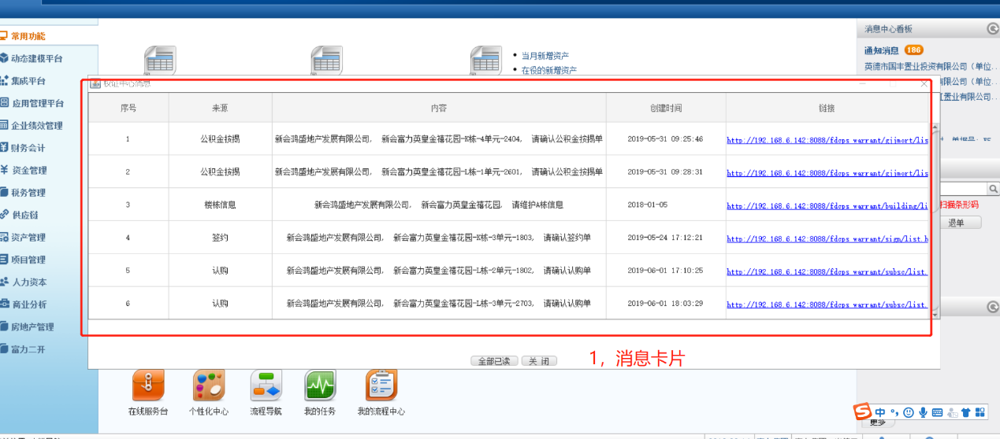 常用功能
动态建模平台
集成平台
应用管理平台
企业绩效管理
财务会计
资金管理
税务管理
供应链
资产管理
项目管理
人力资本
商业分析
房地产管理
富力二开
当月新增资产
在役的新增资产
消息中心看板
通知消息 186
英德市国丰置业投资有限公司（单位..
有限公司（单位..
置业有限公司..
权证中心消息
序号 来源 内容 创建时间 链接
1 公积金按揭 新会鸿盛地产发展有限公司, 新会富力英皇金禧花园-K栋-4单元-2404, 请确认公积金按揭单 2019-05-31 09:25:46 http://192.168.6.142:8088/fdcps_warrant/gjjmort/lis
2 公积金按揭 新会鸿盛地产发展有限公司, 新会富力英皇金禧花园-L栋-1单元-2601, 请确认公积金按揭单 2019-05-31 09:28:31 http://192.168.6.142:8088/fdcps_warrant/gjjmort/lis
3 楼栋信息 新会鸿盛地产发展有限公司, 新会富力英皇金禧花园, 请维护A栋信息 2018-01-05 http://192.168.6.142:8088/fdcps_warrant/building/li
4 签约 新会鸿盛地产发展有限公司, 新会富力英皇金禧花园-K栋-3单元-1803, 请确认签约单 2019-05-24 17:12:21 http://192.168.6.142:8088/fdcps_warrant/sign/list.h
5 认购 新会鸿盛地产发展有限公司, 新会富力英皇金禧花园-L栋-2单元-1802, 请确认认购单 2019-06-01 17:10:25 http://192.168.6.142:8088/fdcps_warrant/subsc/list.
6 认购 新会鸿盛地产发展有限公司, 新会富力英皇金禧花园-L栋-3单元-2703, 请确认认购单 2019-06-01 18:03:29 http://192.168.6.142:8088/fdcps_warrant/subsc/list.
全部已读 关 闭
1，消息卡片
扫描条形码
退单
在线服务台
个性化中心
流程导航
我的任务
我的流程中心
中
更多